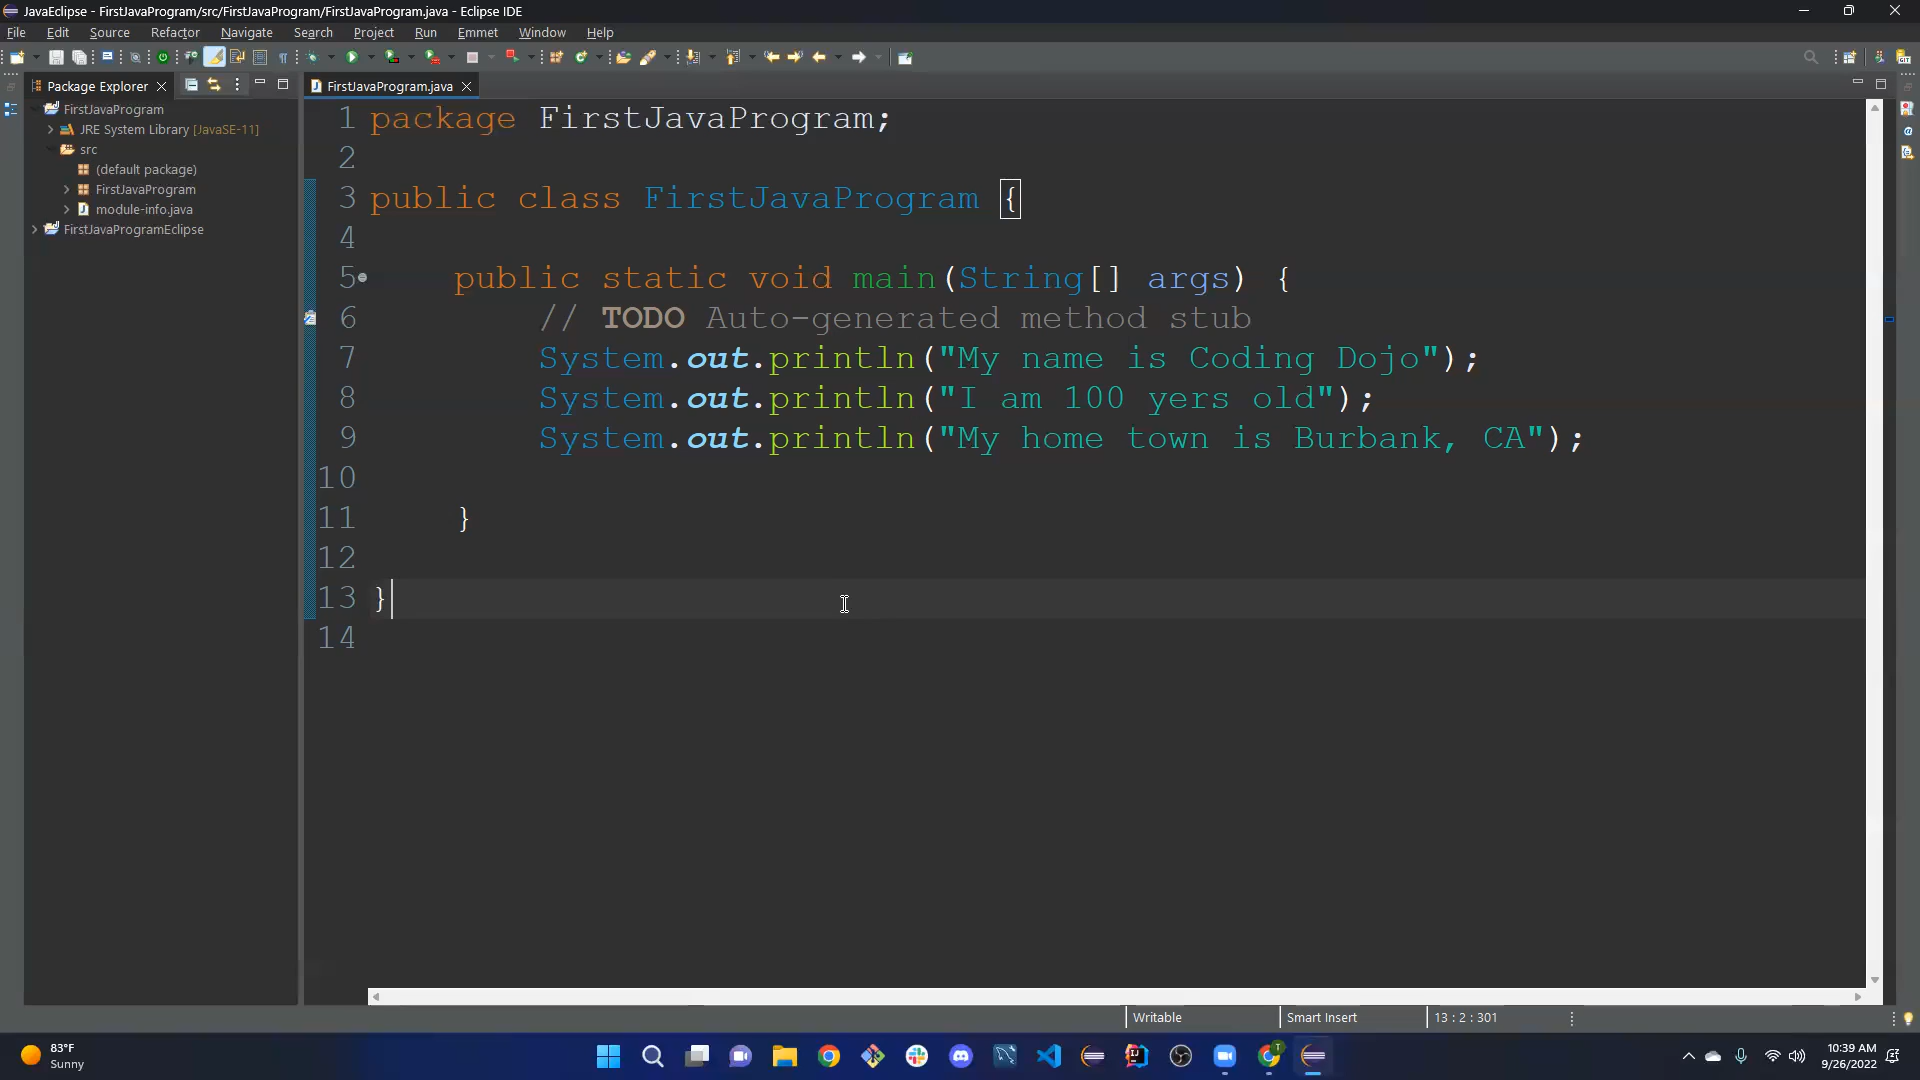 JavaEclipse - FirstJavaProgram/src/FirstJavaProgram/FirstJavaProgram.java - Eclipse IDE
File Edit Source Refactor Navigate Search Project Run Emmet Window Help
Package Explorer
FirstJavaProgram
JRE System Library [JavaSE-11]
src
(default package)
FirstJavaProgram
module-info.java
FirstJavaProgramEclipse
FirstJavaProgram.java
1 package FirstJavaProgram;
2
3 public class FirstJavaProgram {
4
5 public static void main(String[] args) {
6 // TODO Auto-generated method stub
7 System.out.println("My name is Coding Dojo");
8 System.out.println("I am 100 yers old");
9 System.out.println("My home town is Burbank, CA");
10
11 }
12
13 }
14
Writable Smart Insert 13 : 2 : 301
83°F
Sunny
10:39 AM
9/26/2022